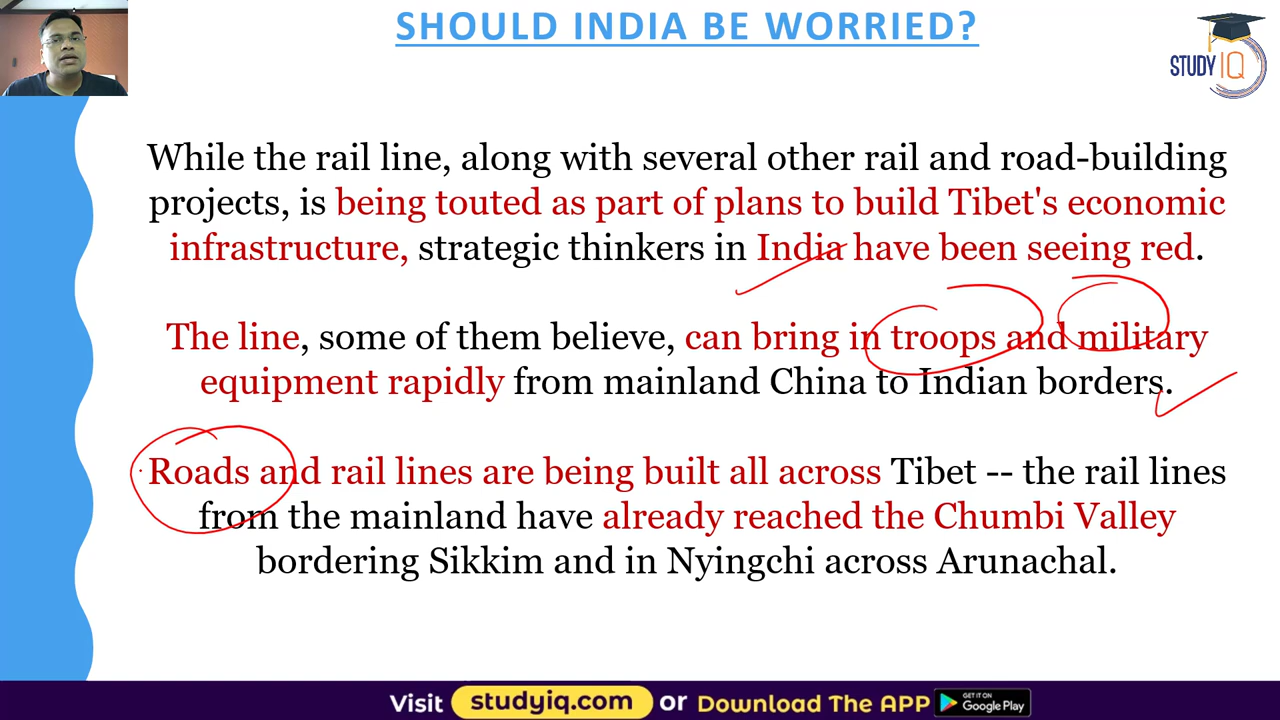 SHOULD INDIA BE WORRIED?
STUDY IQ
While the rail line, along with several other rail and road-building
projects, is being touted as part of plans to build Tibet's economic
infrastructure, strategic thinkers in India have been seeing red.
The line, some of them believe, can bring in troops and military
equipment rapidly from mainland China to Indian borders.
Roads and rail lines are being built all across Tibet -- the rail lines
from the mainland have already reached the Chumbi Valley
bordering Sikkim and in Nyingchi across Arunachal.
Visit studyiq.com or Download The APP GET IT ON Google Play